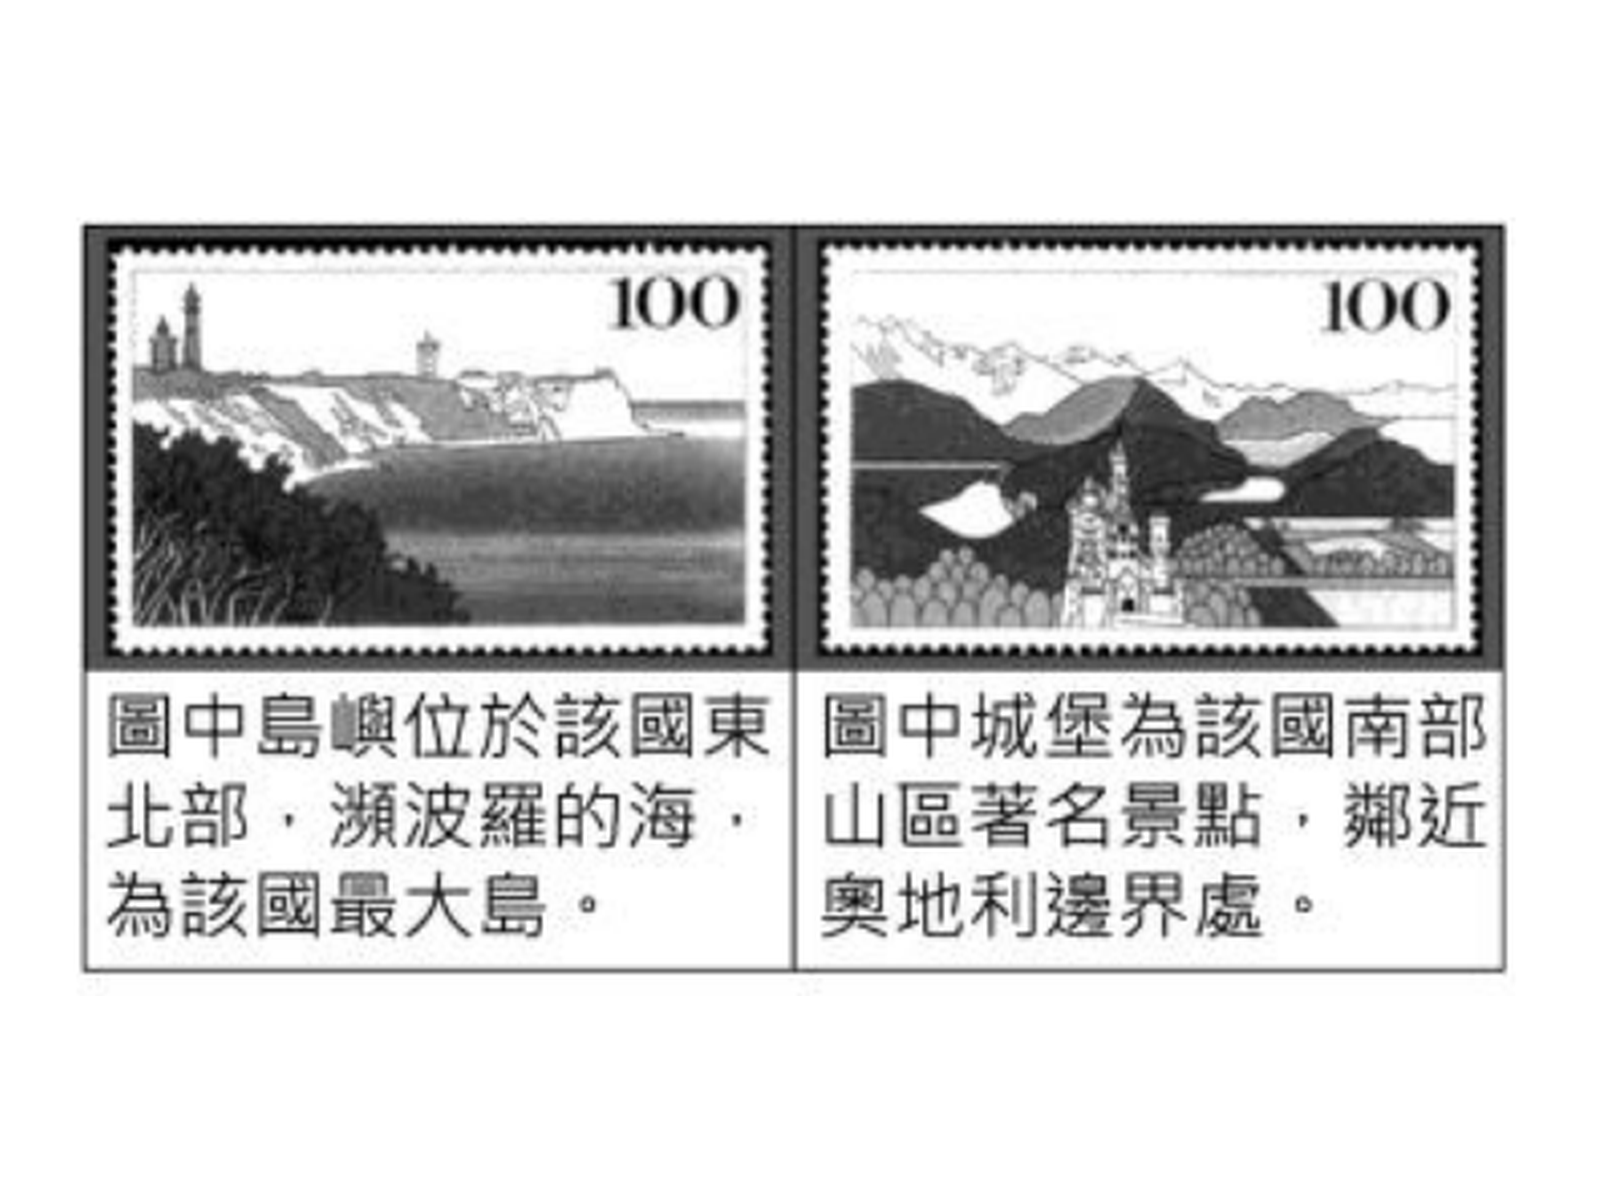 100
圖中島嶼位於該國東
北部，瀕波羅的海，
為該國最大島。
100
圖中城堡為該國南部
山區著名景點，鄰近
奧地利邊界處。